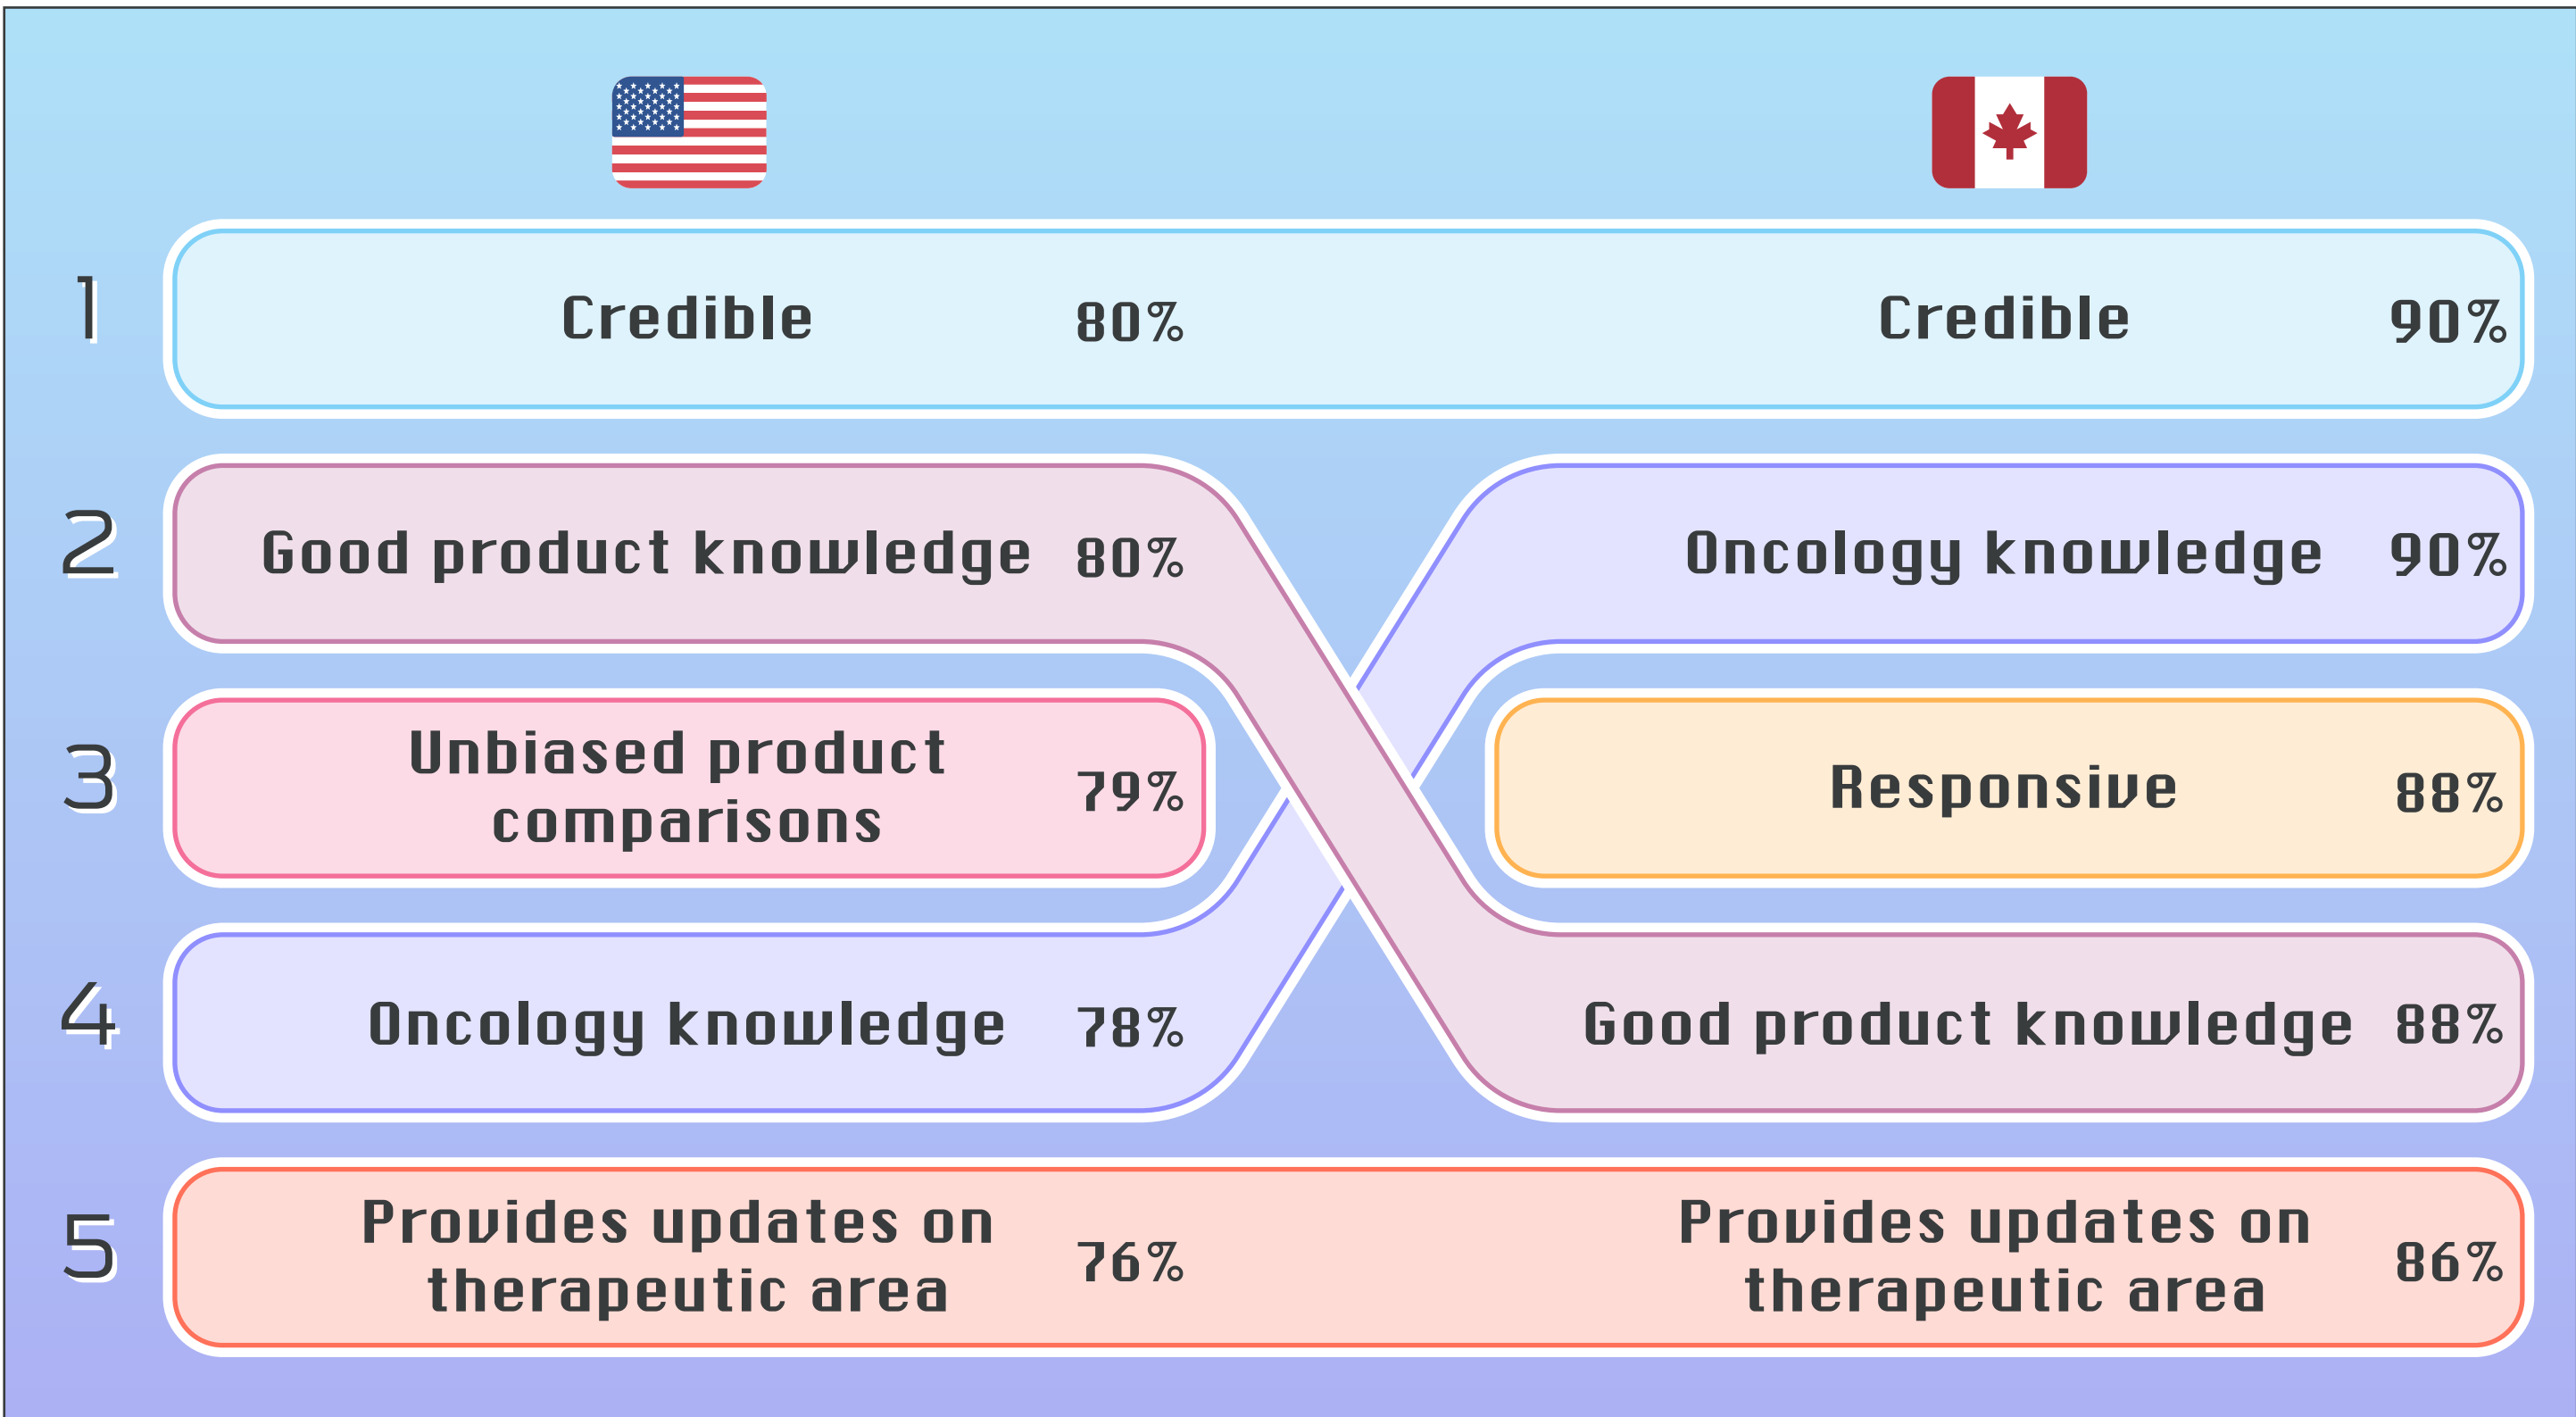 1
Credible
80%
Credible
90%
2
Good product knowledge
80%
Oncology knowledge
90%
3
Unbiased product
comparisons
79%
Responsive
88%
4
Oncology knowledge
78%
Good product knowledge
88%
5
Provides updates on
therapeutic area
76%
Provides updates on
therapeutic area
86%